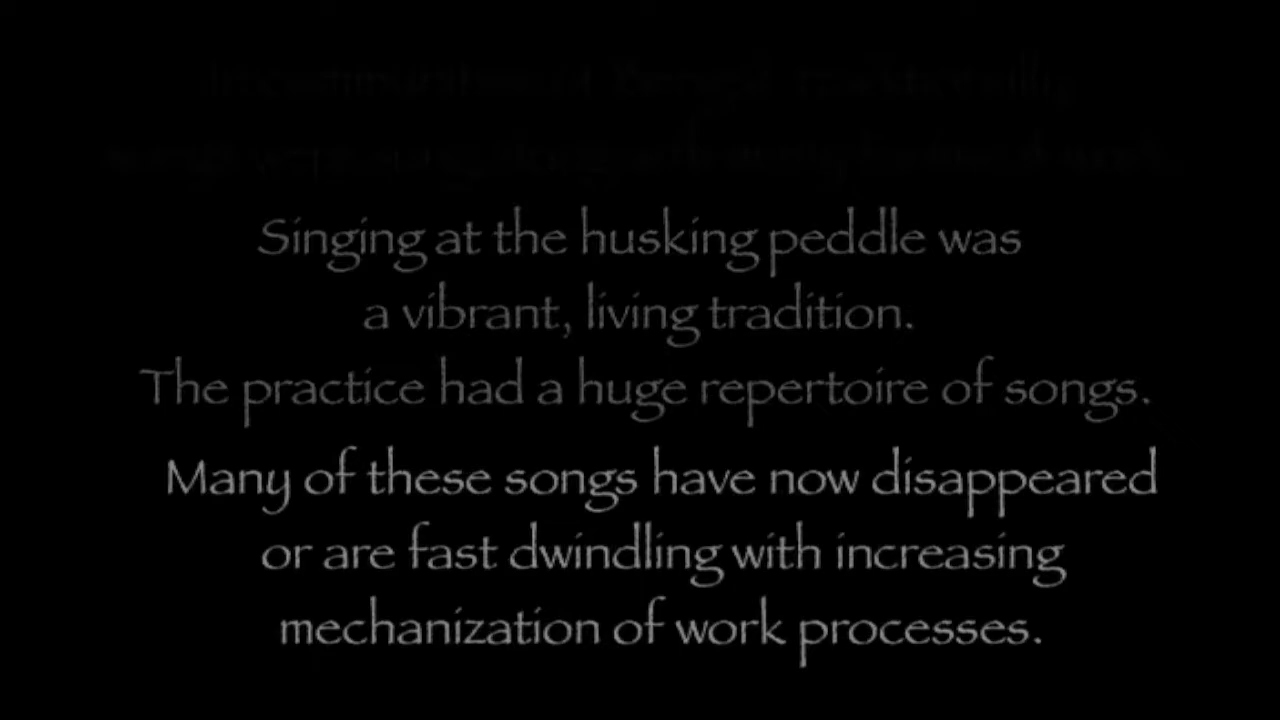 Singing at the husking peddle was
a vibrant, living tradition.
The practice had a huge repertoire of songs.
Many of these songs have now disappeared
or are fast dwindling with increasing
mechanization of work processes.